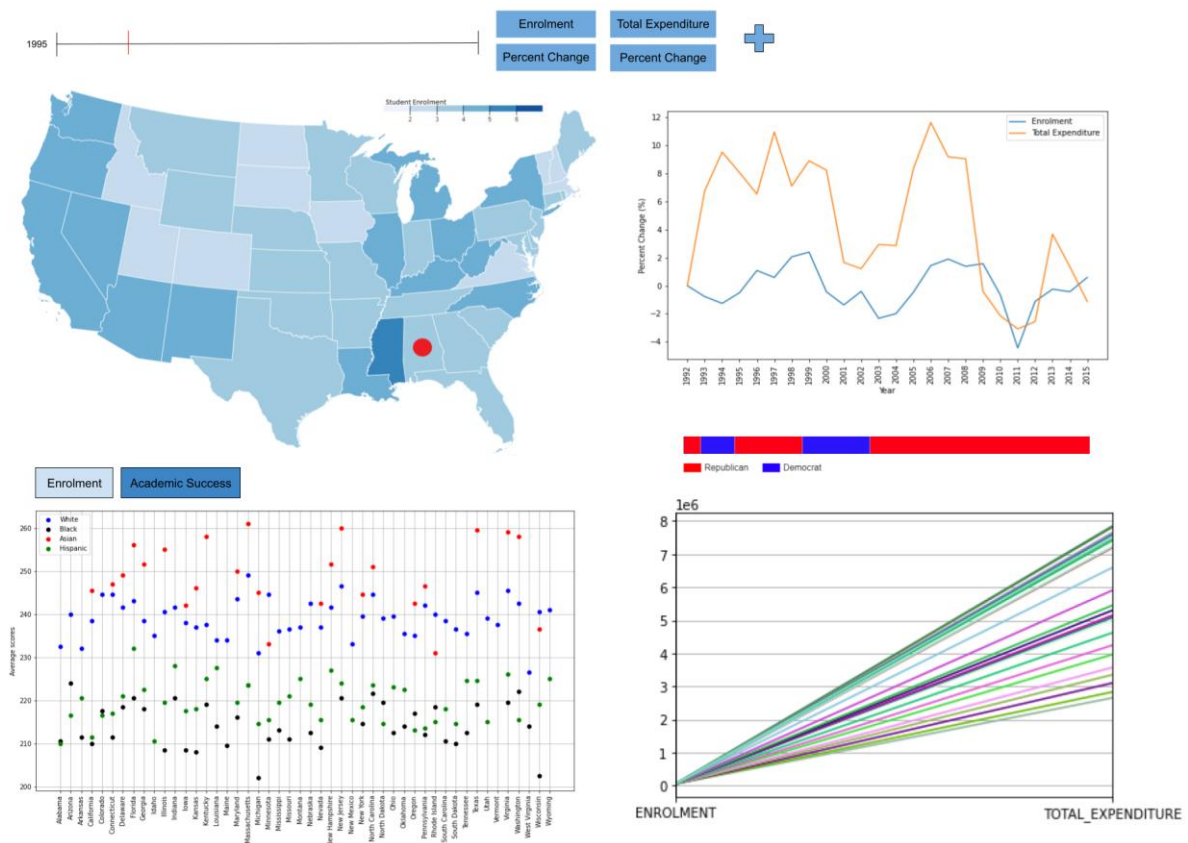 1995
Enrolment
Total Expenditure
Percent Change
Percent Change
Student Enrolment
2 3 4 5 6
12
10
8
6
4
2
0
−2
−4
Percent Change (%)
Enrolment
Total Expenditure
1992 1993 1994 1995 1996 1997 1998 1999 2000 2001 2002 2003 2004 2005 2006 2007 2008 2009 2010 2011 2012 2013 2014 2015
Year
Republican Democrat
Enrolment
Academic Success
White
Black
Asian
Hispanic
Average scores
260
250
240
230
220
210
200
Alabama Arizona Arkansas California Colorado Connecticut Delaware Florida Georgia Idaho Illinois Indiana Iowa Kansas Kentucky Louisiana Maine Maryland Massachusetts Michigan Minnesota Mississippi Missouri Montana Nebraska Nevada New Hampshire New Jersey New Mexico New York North Carolina North Dakota Ohio Oklahoma Oregon Pennsylvania Rhode Island South Carolina South Dakota Tennessee Texas Utah Vermont Virginia Washington West Virginia Wisconsin Wyoming
1e6
8
7
6
5
4
3
2
1
0
ENROLMENT
TOTAL_EXPENDITURE